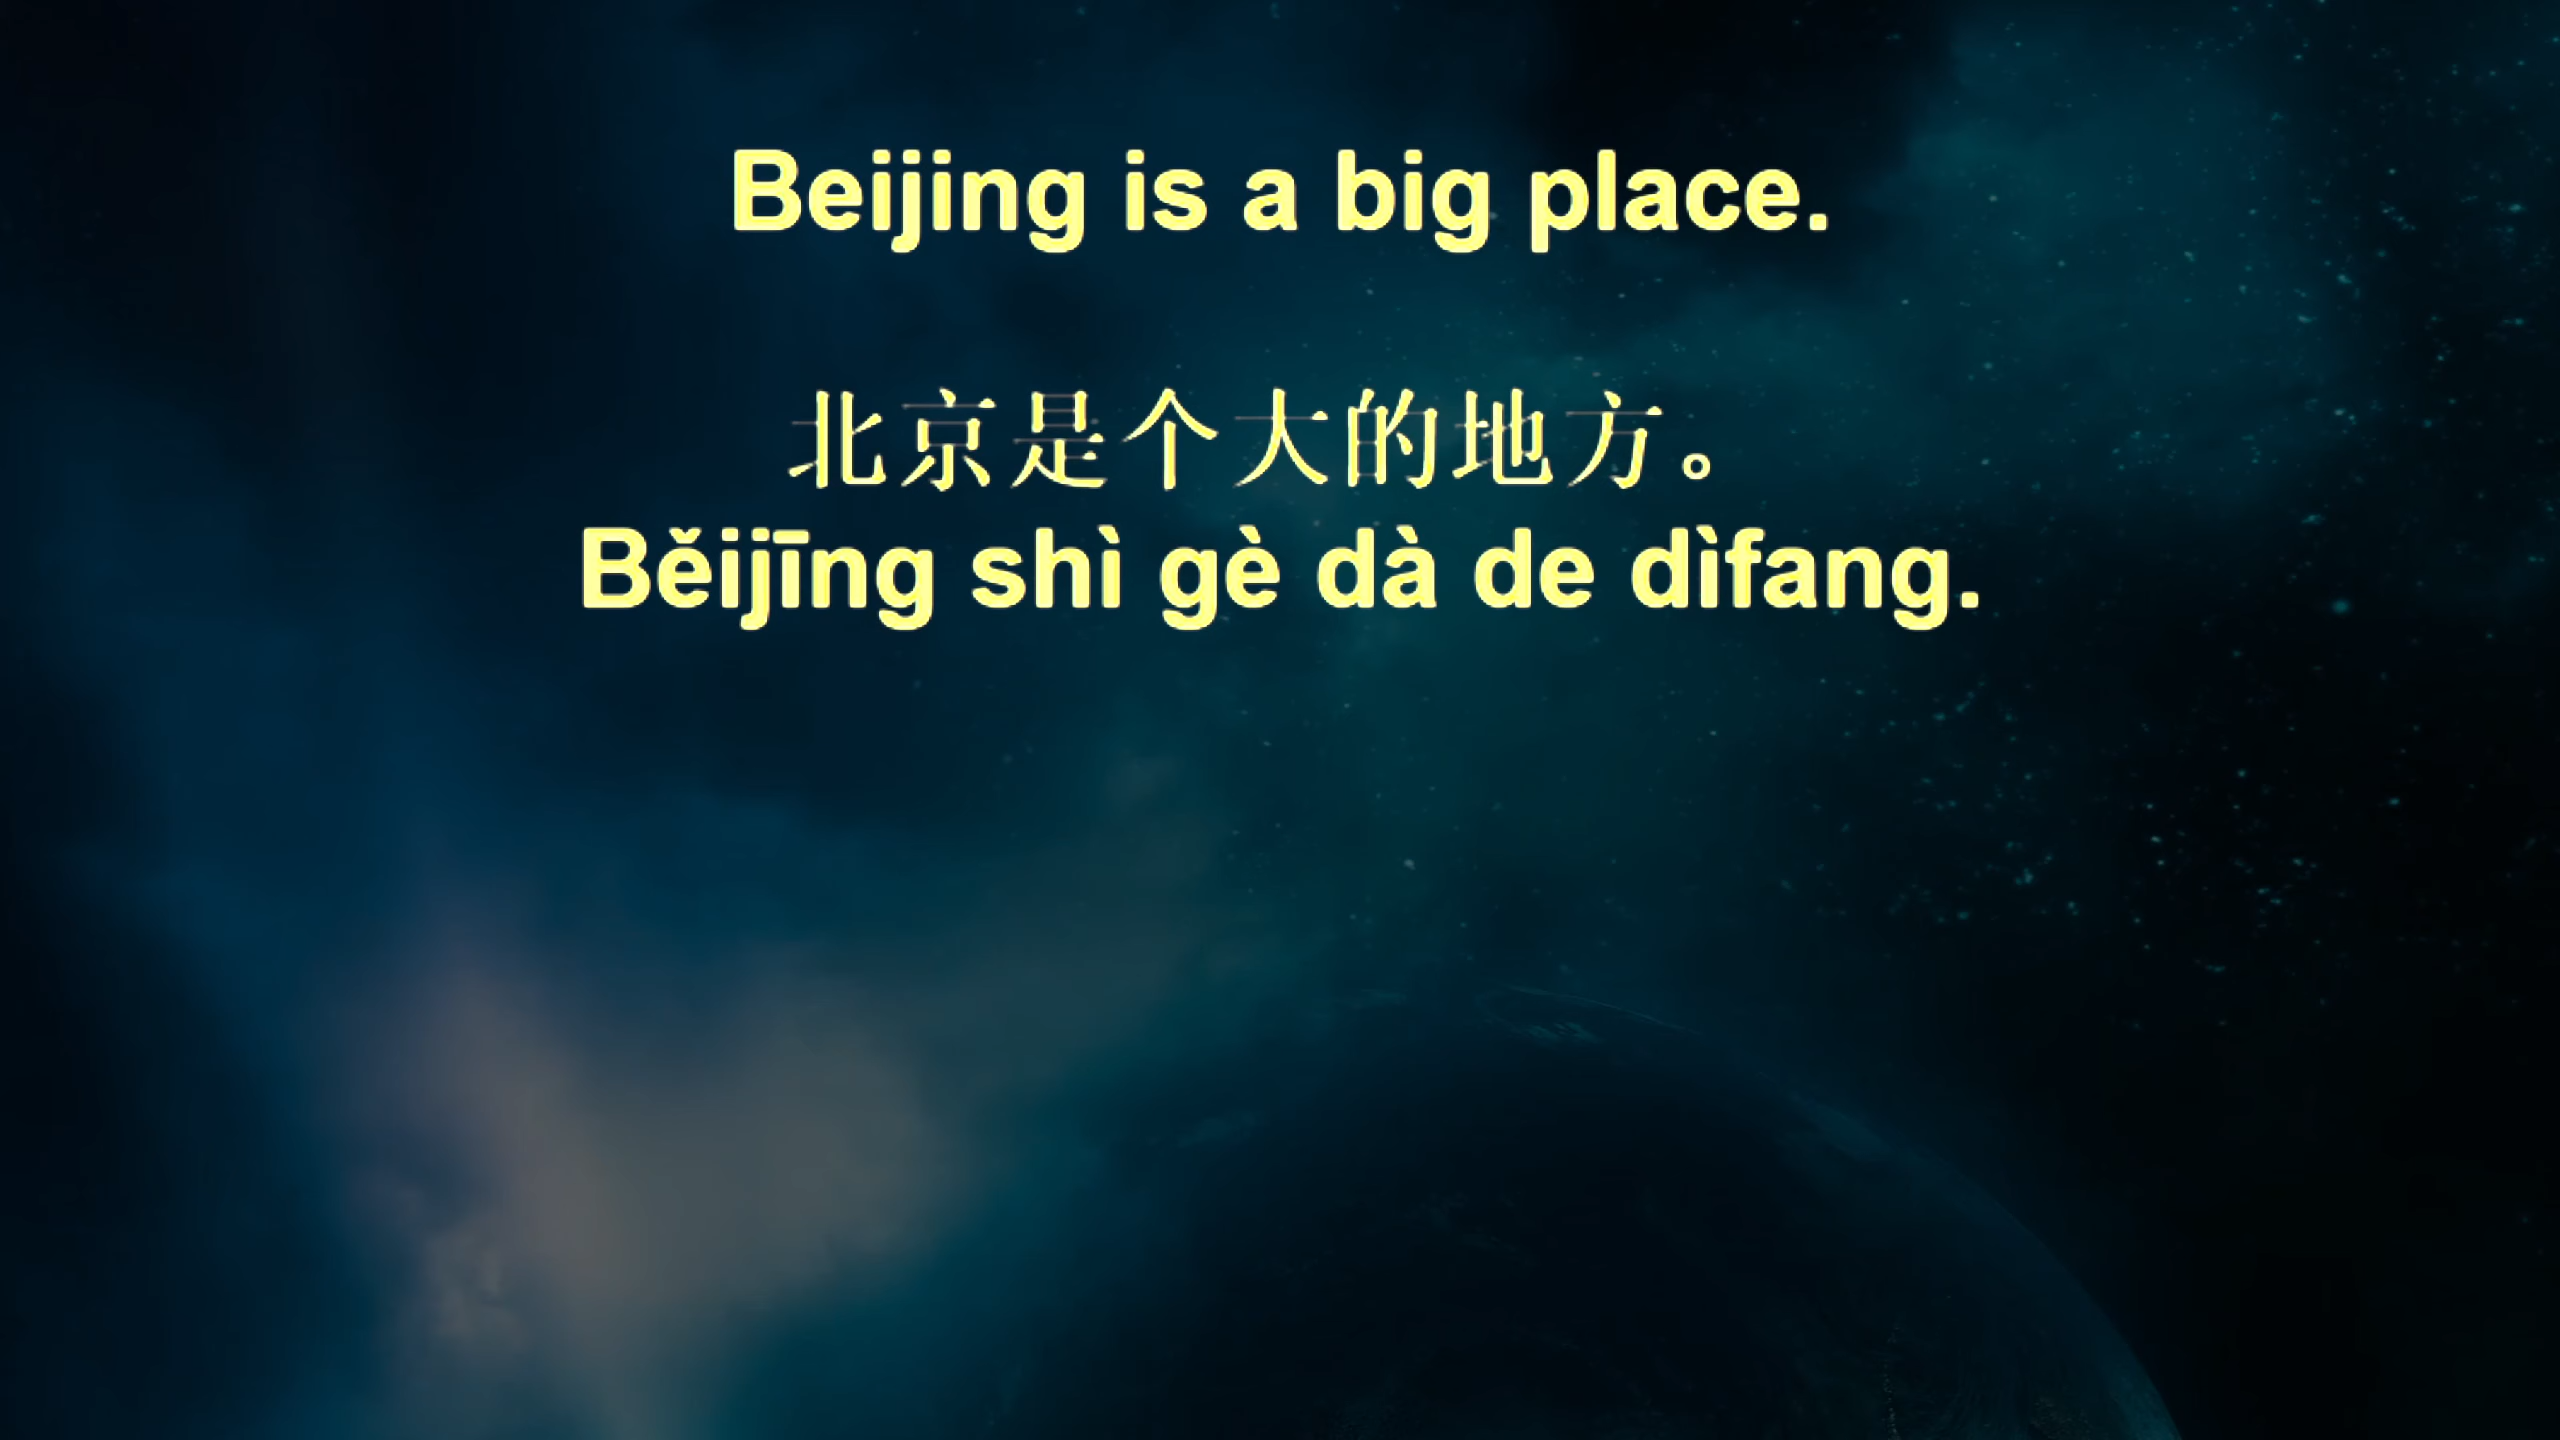 Beijing is a big place.
北京是个大的地方。
Běijīng shì gè dà de dìfang.